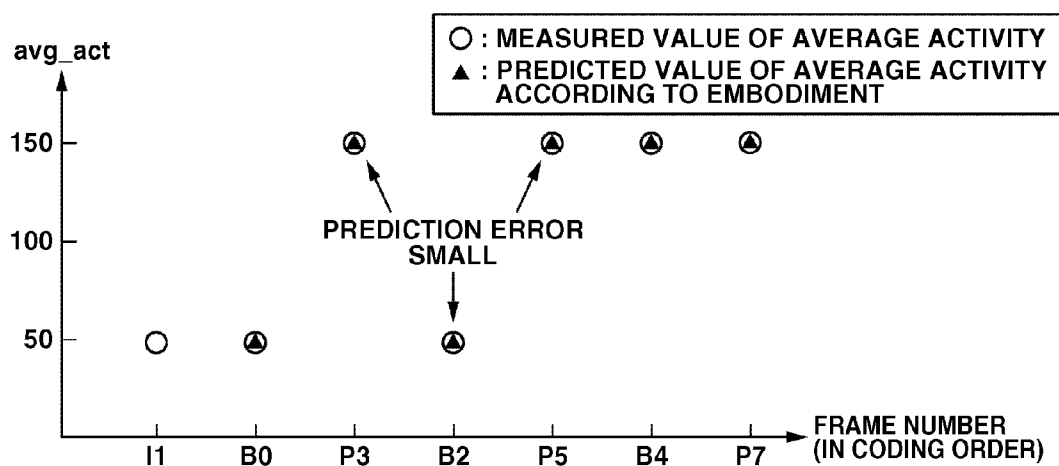 ○ : MEASURED VALUE OF AVERAGE ACTIVITY
▲ : PREDICTED VALUE OF AVERAGE ACTIVITY
ACCORDING TO EMBODIMENT
avg_act
150
100
50
PREDICTION ERROR
SMALL
I1 B0 P3 B2 P5 B4 P7
FRAME NUMBER
(IN CODING ORDER)